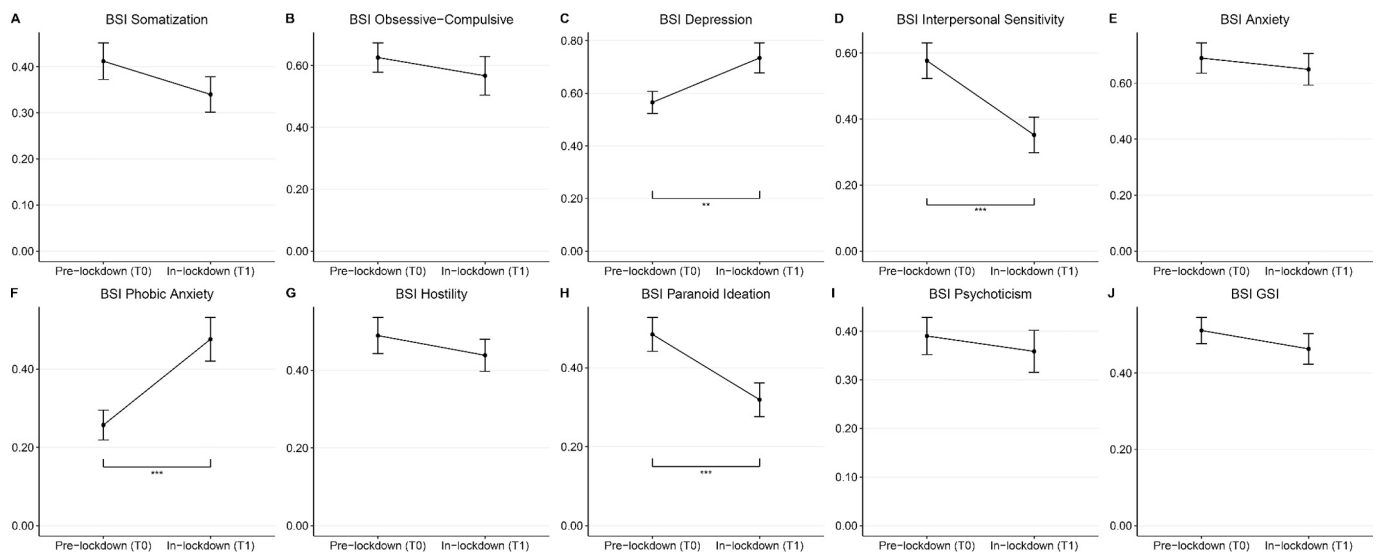 A BSI Somatization
0.40
0.30
0.20
0.10
0.00
Pre-lockdown (T0) In-lockdown (T1)
B BSI Obsessive−Compulsive
0.60
0.40
0.20
0.00
Pre-lockdown (T0) In-lockdown (T1)
C BSI Depression
0.80
0.60
0.40
0.20
**
0.00
Pre-lockdown (T0) In-lockdown (T1)
D BSI Interpersonal Sensitivity
0.60
0.40
0.20
***
0.00
Pre-lockdown (T0) In-lockdown (T1)
E BSI Anxiety
0.60
0.40
0.20
0.00
Pre-lockdown (T0) In-lockdown (T1)
F BSI Phobic Anxiety
0.40
0.20
***
0.00
Pre-lockdown (T0) In-lockdown (T1)
G BSI Hostility
0.40
0.20
0.00
Pre-lockdown (T0) In-lockdown (T1)
H BSI Paranoid Ideation
0.40
0.20
***
0.00
Pre-lockdown (T0) In-lockdown (T1)
I BSI Psychoticism
0.40
0.30
0.20
0.10
0.00
Pre-lockdown (T0) In-lockdown (T1)
J BSI GSI
0.40
0.20
0.00
Pre-lockdown (T0) In-lockdown (T1)